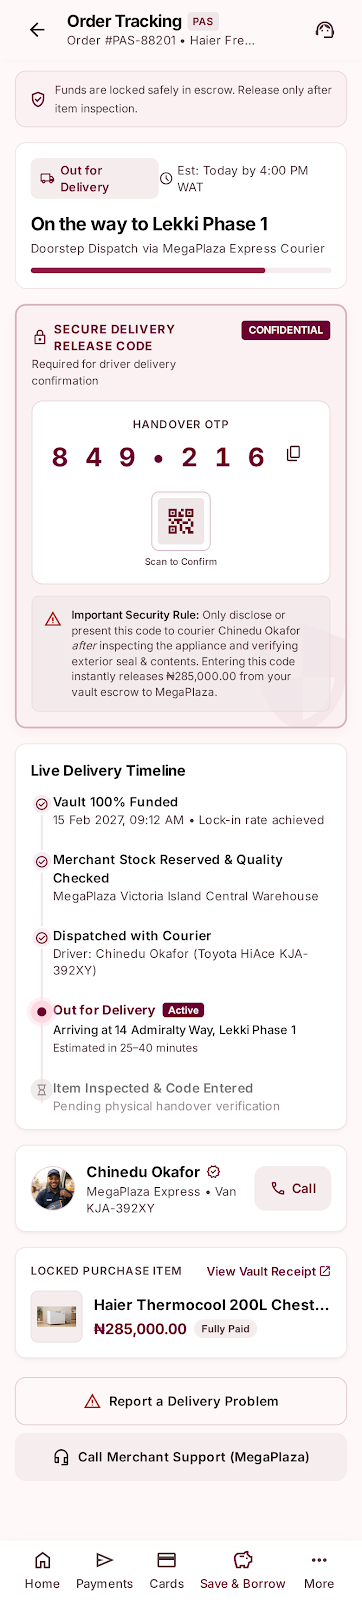 Order Tracking PAS
Order #PAS-88201 • Haier Fre...
Funds are locked safely in escrow. Release only after
item inspection.
Out for
Delivery
Est: Today by 4:00 PM
WAT
On the way to Lekki Phase 1
Doorstep Dispatch via MegaPlaza Express Courier
SECURE DELIVERY
RELEASE CODE
CONFIDENTIAL
Required for driver delivery
confirmation
HANDOVER OTP
8 4 9 • 2 1 6
Scan to Confirm
Important Security Rule: Only disclose or
present this code to courier Chinedu Okafor
after inspecting the appliance and verifying
exterior seal & contents. Entering this code
instantly releases ₦285,000.00 from your
vault escrow to MegaPlaza.
Live Delivery Timeline
Vault 100% Funded
15 Feb 2027, 09:12 AM • Lock-in rate achieved
Merchant Stock Reserved & Quality
Checked
MegaPlaza Victoria Island Central Warehouse
Dispatched with Courier
Driver: Chinedu Okafor (Toyota HiAce KJA-
392XY)
Out for Delivery Active
Arriving at 14 Admiralty Way, Lekki Phase 1
Estimated in 25–40 minutes
Item Inspected & Code Entered
Pending physical handover verification
Chinedu Okafor
MegaPlaza Express • Van
KJA-392XY
Call
LOCKED PURCHASE ITEM
View Vault Receipt
Haier Thermocool 200L Chest...
₦285,000.00 Fully Paid
Report a Delivery Problem
Call Merchant Support (MegaPlaza)
Home Payments Cards Save & Borrow More